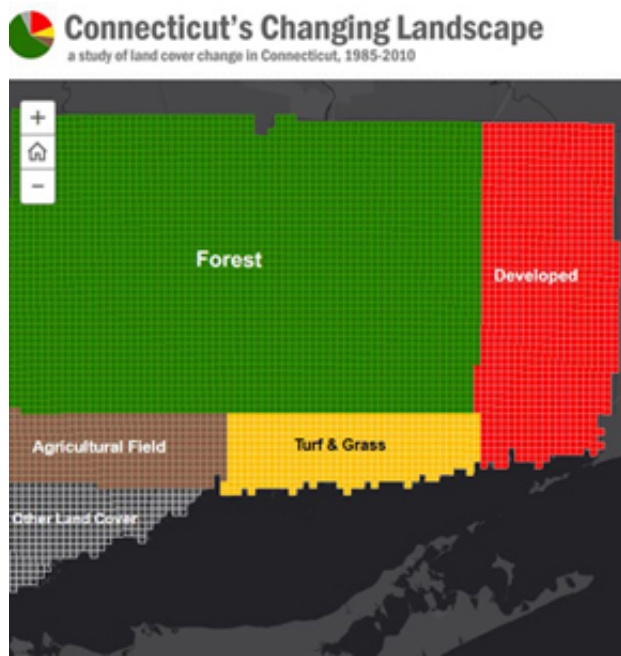 Connecticut's Changing Landscape
a study of land cover change in Connecticut, 1985-2010
+
−
Forest
Developed
Agricultural Field
Turf & Grass
Other Land Cover